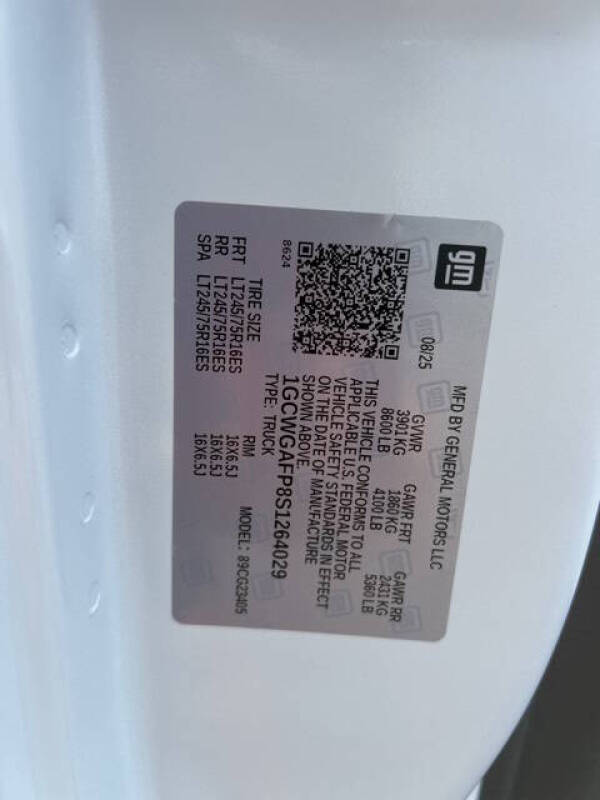 gm
MFD BY GENERAL MOTORS LLC
08/25
GVWR GAWR FRT GAWR RR
3901 KG 1860 KG 2431 KG
8600 LB 4100 LB 5360 LB
THIS VEHICLE CONFORMS TO ALL
APPLICABLE U.S. FEDERAL MOTOR
VEHICLE SAFETY STANDARDS IN EFFECT
ON THE DATE OF MANUFACTURE
SHOWN ABOVE.
1GCWGAFP8S1264029
TYPE: TRUCK
MODEL: 89CG23405
8624
TIRE SIZE RIM
FRT LT245/75R16ES 16X6.5J
RR LT245/75R16ES 16X6.5J
SPA LT245/75R16ES 16X6.5J